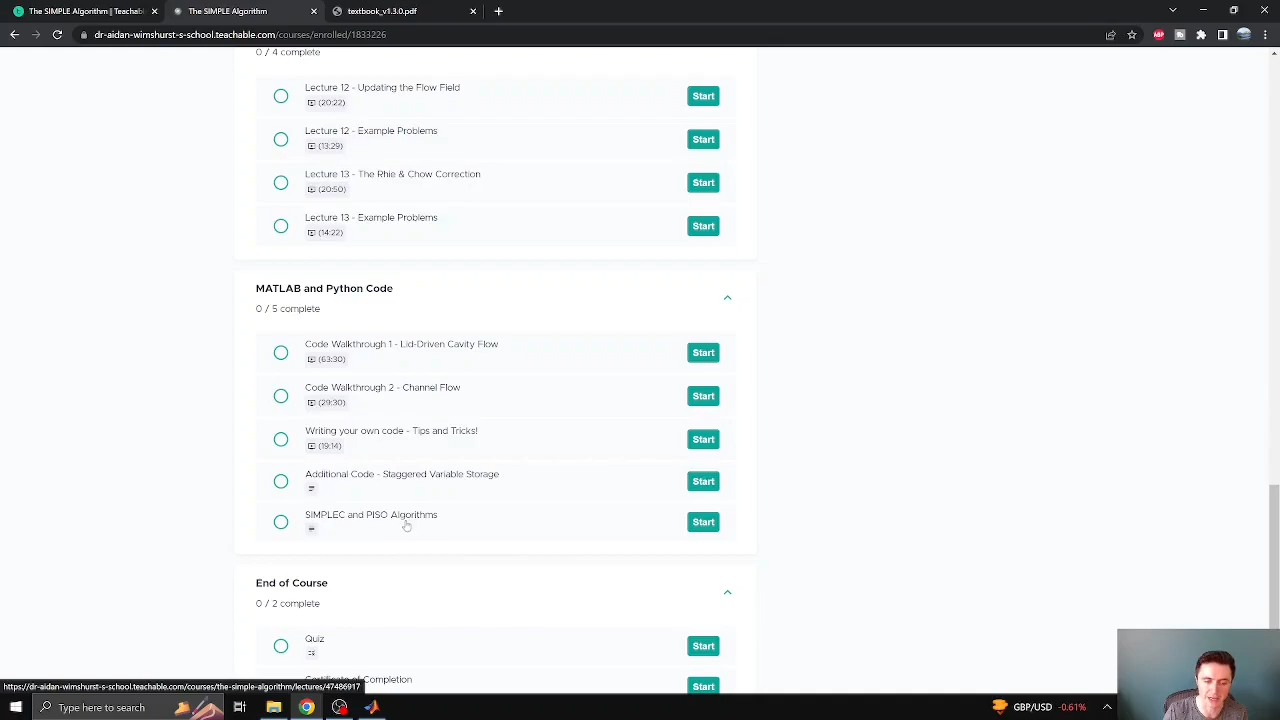 The SIMPLE Algorithm | Teachab
The SIMPLE Algorithm
textbook_v1.3.0.pdf
dr-aidan-wimshurst-s-school.teachable.com/courses/enrolled/1833226
ABP
0 / 4 complete
Lecture 12 - Updating the Flow Field
(20:22)
Start
Lecture 12 - Example Problems
(13:29)
Start
Lecture 13 - The Rhie & Chow Correction
(20:50)
Start
Lecture 13 - Example Problems
(14:22)
Start
MATLAB and Python Code
0 / 5 complete
Code Walkthrough 1 - Lid-Driven Cavity Flow
(63:30)
Start
Code Walkthrough 2 - Channel Flow
(29:30)
Start
Writing your own code - Tips and Tricks!
(19:14)
Start
Additional Code - Staggered Variable Storage
Start
SIMPLEC and PISO Algorithms
Start
End of Course
0 / 2 complete
Quiz
Start
Certificate of Completion
Start
https://dr-aidan-wimshurst-s-school.teachable.com/courses/the-simple-algorithm/lectures/47486917
Type here to search
GBP/USD -0.61%